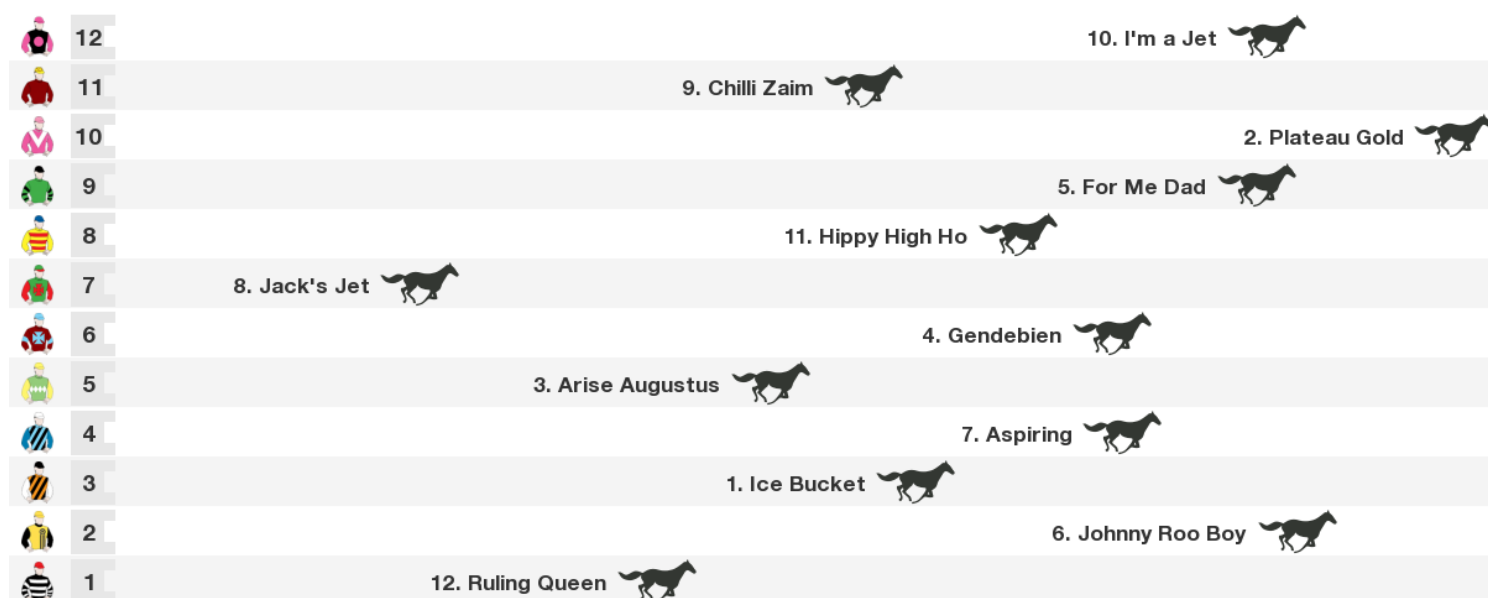 12 10. I'm a Jet
11 9. Chilli Zaim
10 2. Plateau Gold
9 5. For Me Dad
8 11. Hippy High Ho
7 8. Jack's Jet
6 4. Gendebien
5 3. Arise Augustus
4 7. Aspiring
3 1. Ice Bucket
2 6. Johnny Roo Boy
1 12. Ruling Queen